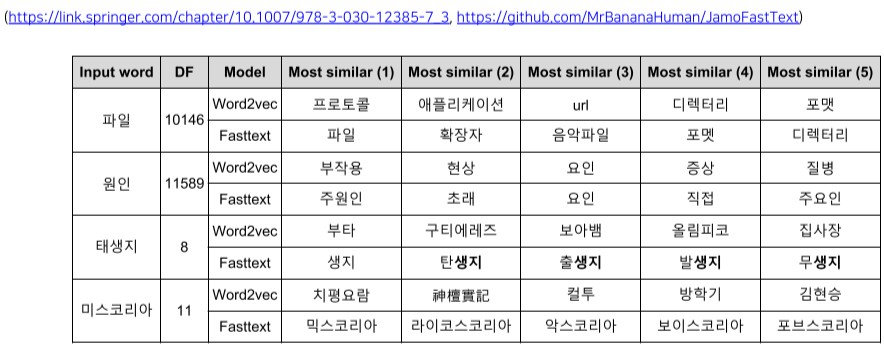 (https://link.springer.com/chapter/10.1007/978-3-030-12385-7_3, https://github.com/MrBananaHuman/JamoFastText)
Input word DF Model Most similar (1) Most similar (2) Most similar (3) Most similar (4) Most similar (5)
파일 10146 Word2vec 프로토콜 애플리케이션 url 디렉터리 포맷
Fasttext 파일 확장자 음악파일 포멧 디렉터리
원인 11589 Word2vec 부작용 현상 요인 증상 질병
Fasttext 주원인 초래 요인 직접 주요인
태생지 8 Word2vec 부타 구티에레즈 보아뱀 올림피코 집사장
Fasttext 생지 탄생지 출생지 발생지 무생지
미스코리아 11 Word2vec 치평요람 神檀實記 컬투 방학기 김현승
Fasttext 믹스코리아 라이코스코리아 악스코리아 보이스코리아 포브스코리아